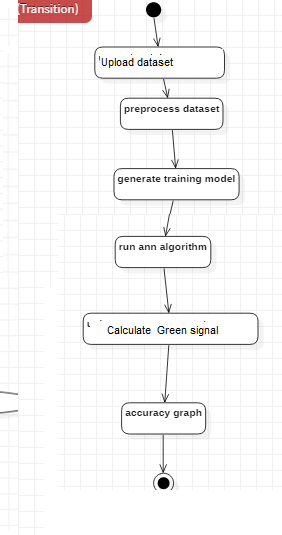 (Transition)
Upload dataset
preprocess dataset
generate training model
run ann algorithm
Calculate Green signal
accuracy graph